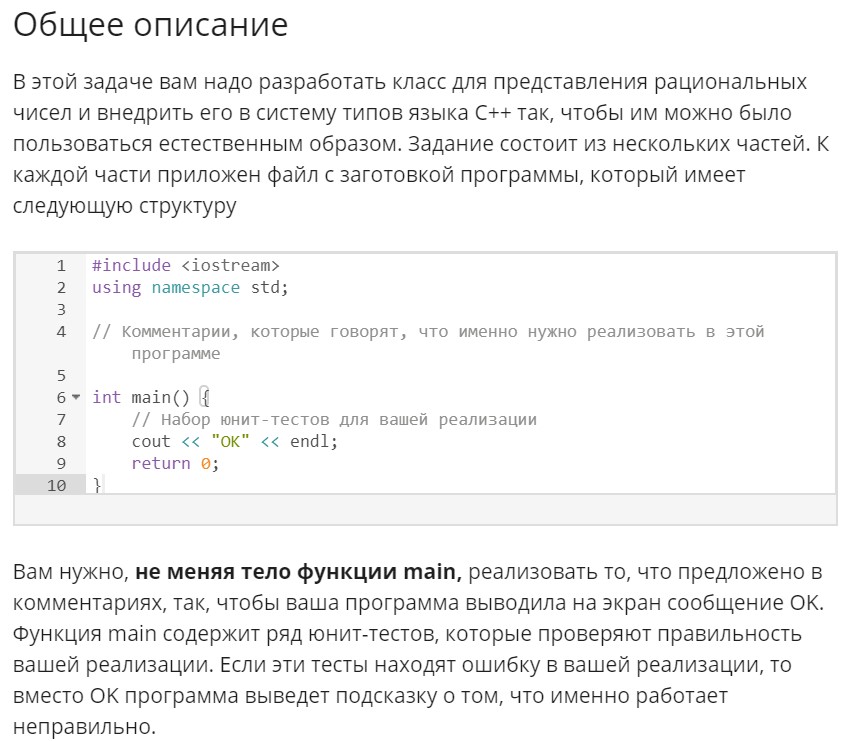 Общее описание
В этой задаче вам надо разработать класс для представления рациональных
чисел и внедрить его в систему типов языка C++ так, чтобы им можно было
пользоваться естественным образом. Задание состоит из нескольких частей. К
каждой части приложен файл с заготовкой программы, который имеет
следующую структуру
1 #include <iostream>
2 using namespace std;
3
4 // Комментарии, которые говорят, что именно нужно реализовать в этой
программе
5
6 int main() {
7 // Набор юнит-тестов для вашей реализации
8 cout << "OK" << endl;
9 return 0;
10 }
Вам нужно, не меняя тело функции main, реализовать то, что предложено в
комментариях, так, чтобы ваша программа выводила на экран сообщение OK.
Функция main содержит ряд юнит-тестов, которые проверяют правильность
вашей реализации. Если эти тесты находят ошибку в вашей реализации, то
вместо OK программа выведет подсказку о том, что именно работает
неправильно.